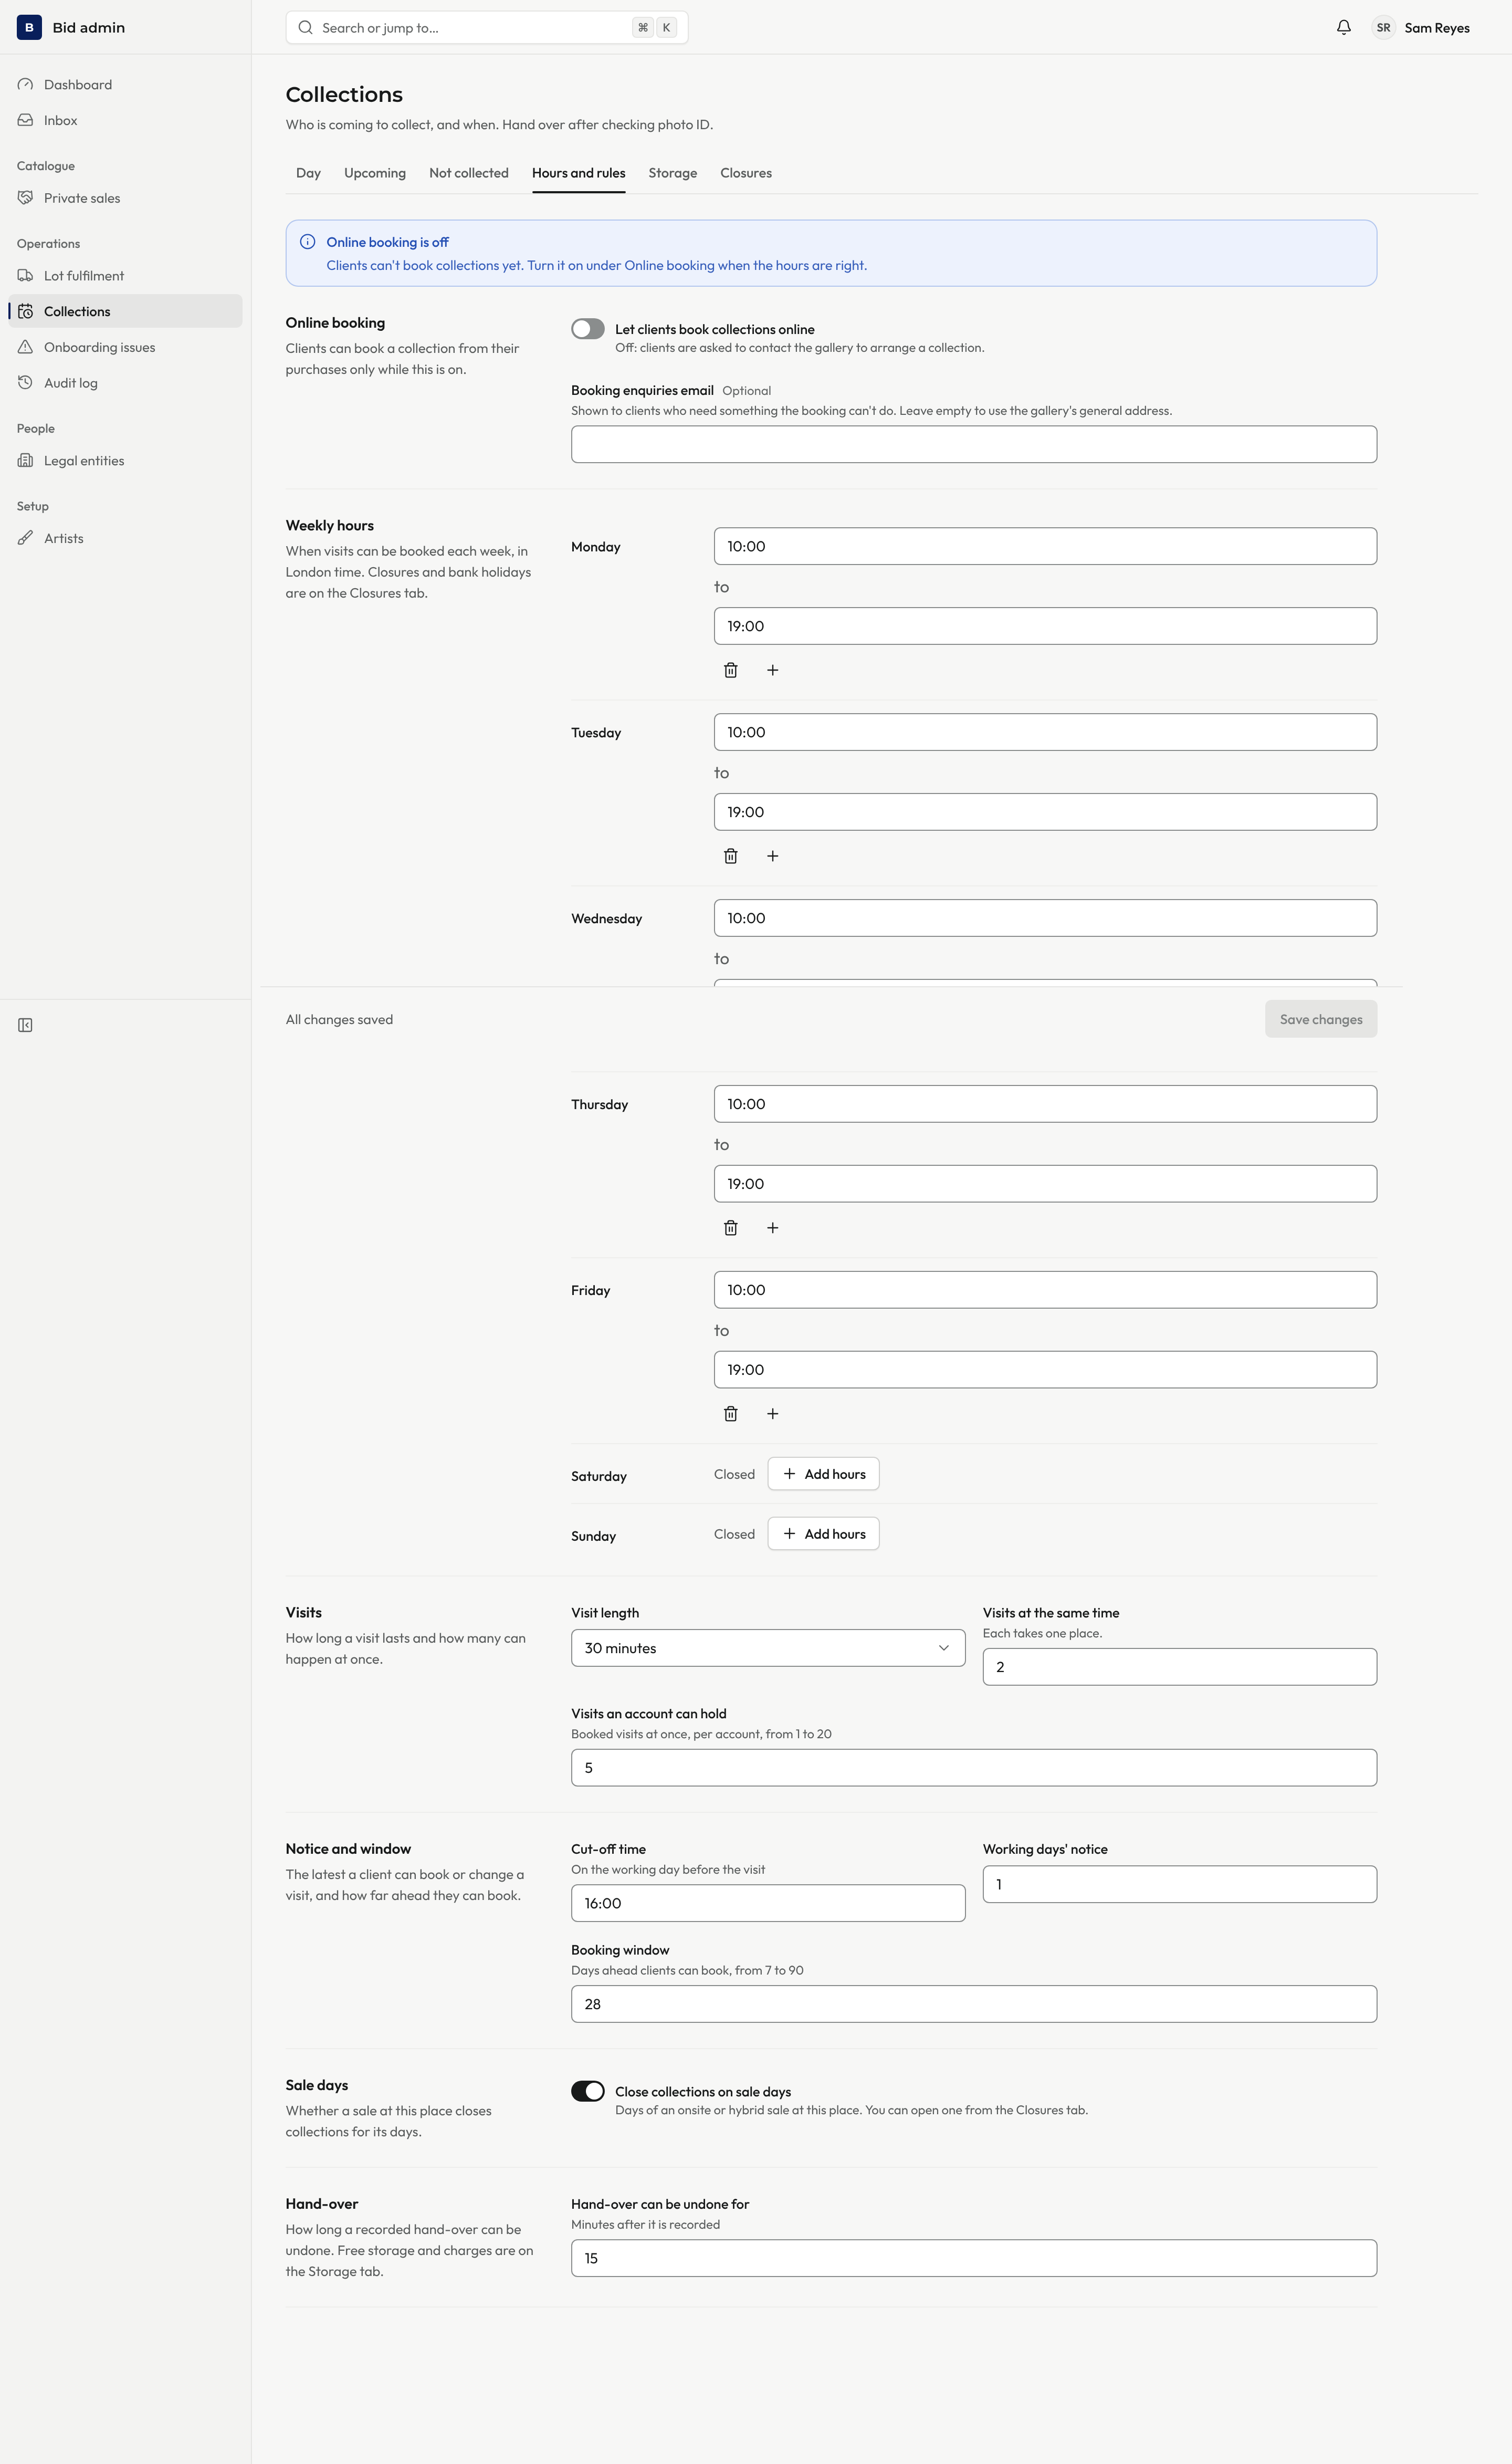 B Bid admin
Search or jump to...
⌘ K
SR Sam Reyes
Dashboard
Inbox
Catalogue
Private sales
Operations
Lot fulfilment
Collections
Onboarding issues
Audit log
People
Legal entities
Setup
Artists
Collections
Who is coming to collect, and when. Hand over after checking photo ID.
Day Upcoming Not collected Hours and rules Storage Closures
Online booking is off
Clients can't book collections yet. Turn it on under Online booking when the hours are right.
Online booking
Clients can book a collection from their
purchases only while this is on.
Let clients book collections online
Off: clients are asked to contact the gallery to arrange a collection.
Booking enquiries email Optional
Shown to clients who need something the booking can't do. Leave empty to use the gallery's general address.
Weekly hours
When visits can be booked each week, in
London time. Closures and bank holidays
are on the Closures tab.
Monday
10:00
to
19:00
Tuesday
10:00
to
19:00
Wednesday
10:00
to
All changes saved
Save changes
Thursday
10:00
to
19:00
Friday
10:00
to
19:00
Saturday
Closed
Add hours
Sunday
Closed
Add hours
Visits
How long a visit lasts and how many can
happen at once.
Visit length
30 minutes
Visits at the same time
Each takes one place.
2
Visits an account can hold
Booked visits at once, per account, from 1 to 20
5
Notice and window
The latest a client can book or change a
visit, and how far ahead they can book.
Cut-off time
On the working day before the visit
16:00
Working days' notice
1
Booking window
Days ahead clients can book, from 7 to 90
28
Sale days
Whether a sale at this place closes
collections for its days.
Close collections on sale days
Days of an onsite or hybrid sale at this place. You can open one from the Closures tab.
Hand-over
How long a recorded hand-over can be
undone. Free storage and charges are on
the Storage tab.
Hand-over can be undone for
Minutes after it is recorded
15